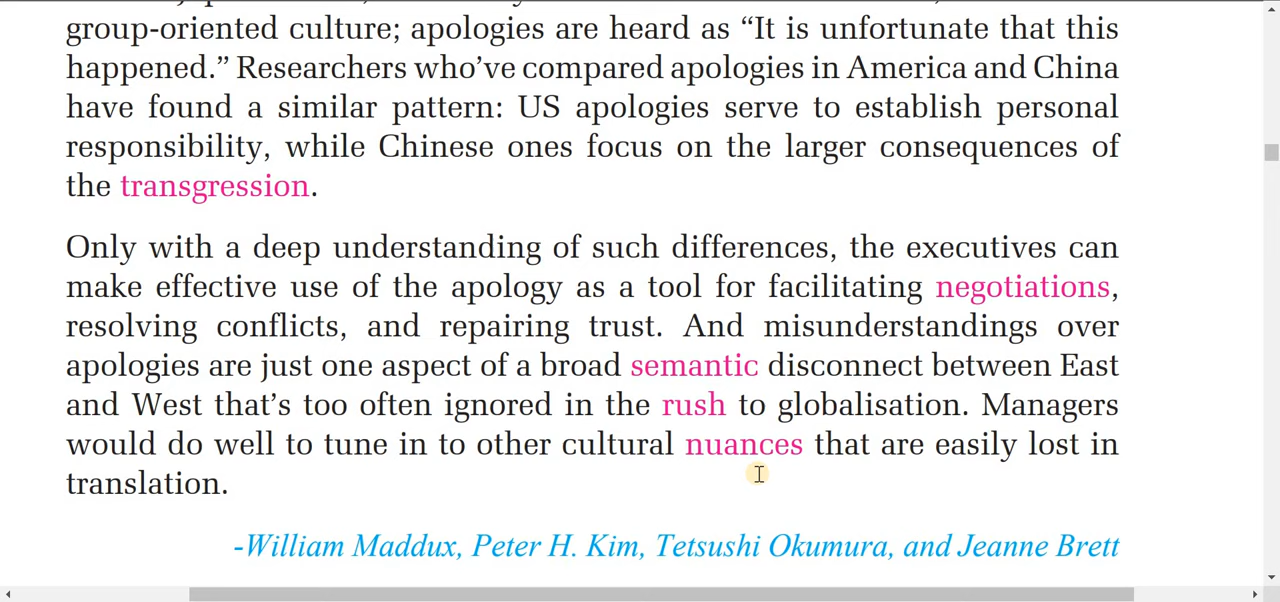 group-oriented culture; apologies are heard as “It is unfortunate that this
happened.” Researchers who’ve compared apologies in America and China
have found a similar pattern: US apologies serve to establish personal
responsibility, while Chinese ones focus on the larger consequences of
the transgression.
Only with a deep understanding of such differences, the executives can
make effective use of the apology as a tool for facilitating negotiations,
resolving conflicts, and repairing trust. And misunderstandings over
apologies are just one aspect of a broad semantic disconnect between East
and West that’s too often ignored in the rush to globalisation. Managers
would do well to tune in to other cultural nuances that are easily lost in
translation.
-William Maddux, Peter H. Kim, Tetsushi Okumura, and Jeanne Brett